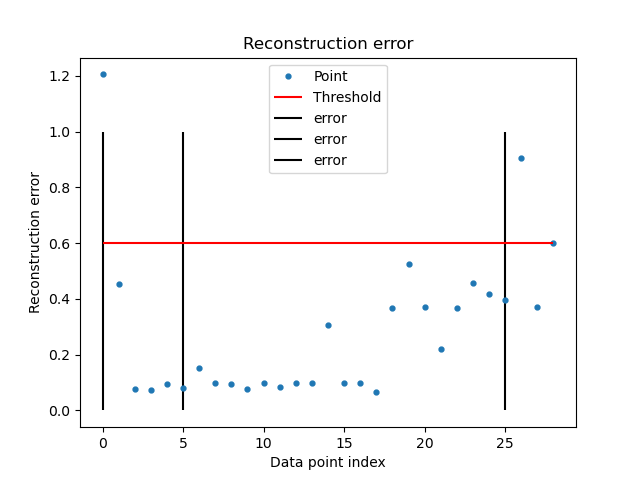 Reconstruction error
Point
Threshold
error
error
error
Reconstruction error
1.2
1.0
0.8
0.6
0.4
0.2
0.0
0 5 10 15 20 25
Data point index